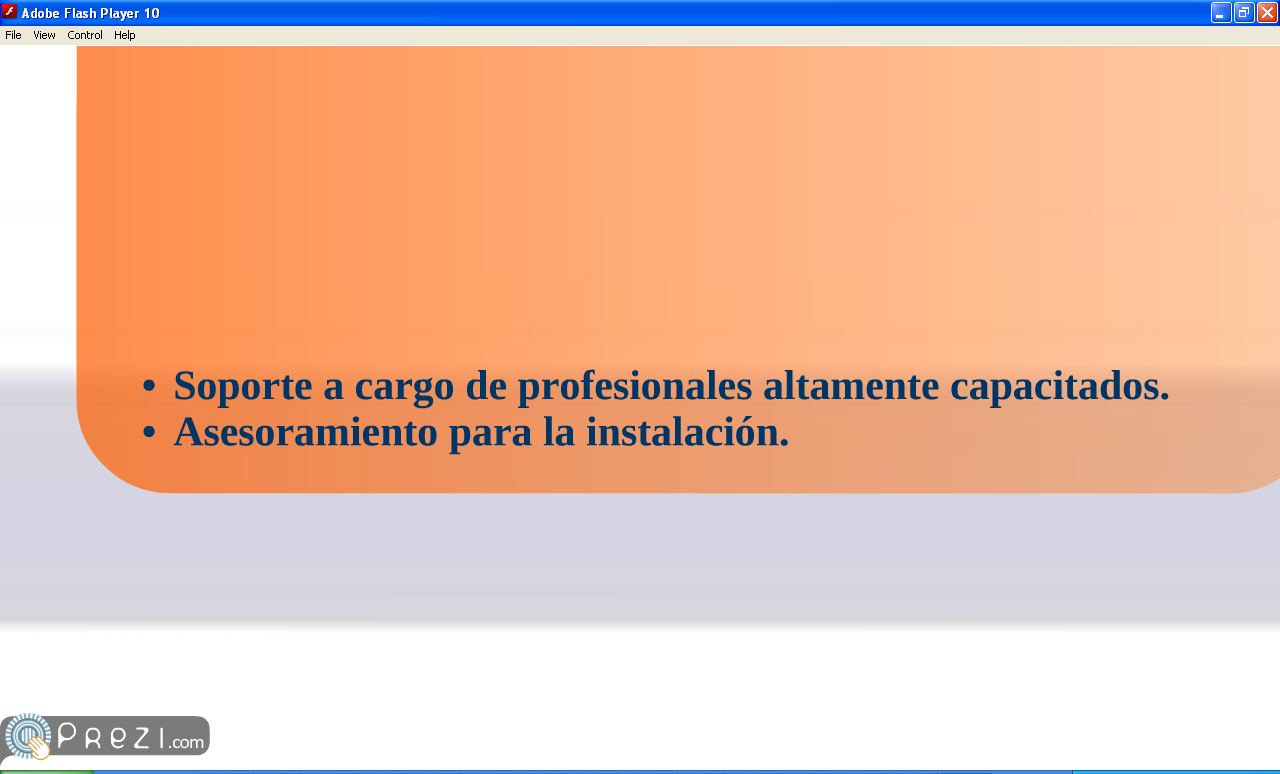 Adobe Flash Player 10
File View Control Help
• Soporte a cargo de profesionales altamente capacitados.
• Asesoramiento para la instalación.
PREZI.com